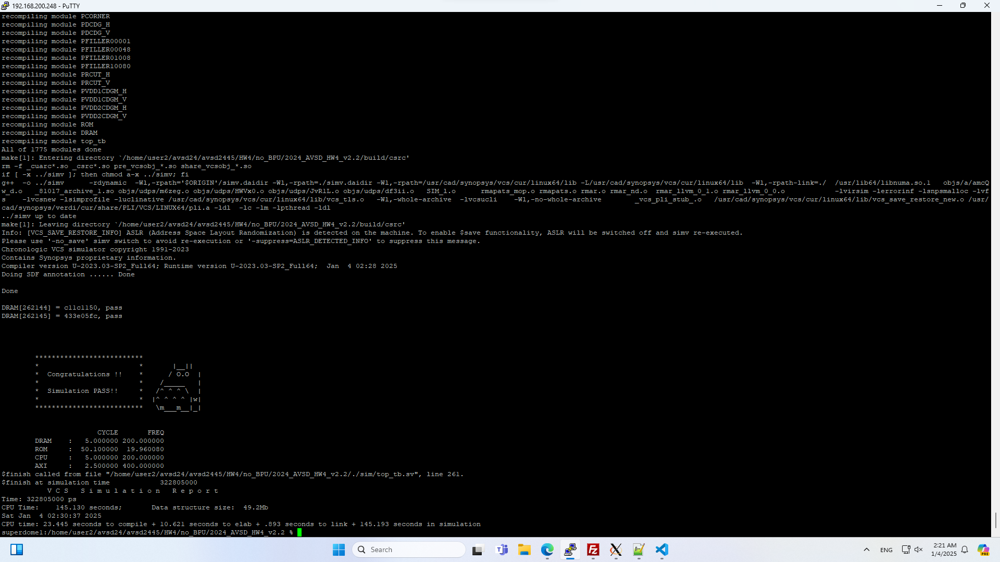 192.168.200.248 - PuTTY
recompiling module PCORNER
recompiling module PDCDG_H
recompiling module PDCDG_V
recompiling module PFILLER00001
recompiling module PFILLER00048
recompiling module PFILLER01008
recompiling module PFILLER10080
recompiling module PRCUT_H
recompiling module PRCUT_V
recompiling module PVDD1CDGM_H
recompiling module PVDD1CDGM_V
recompiling module PVDD2CDGM_H
recompiling module PVDD2CDGM_V
recompiling module ROM
recompiling module DRAM
recompiling module top_tb
All of 1775 modules done
make[1]: Entering directory `/home/user2/avsd24/avsd2445/HW4/no_BPU/2024_AVSD_HW4_v2.2/build/csrc'
rm -f _cuarc*.so _csrc*.so pre_vcsobj_*.so share_vcsobj_*.so
if [ -x ../simv ]; then chmod a-x ../simv; fi
g++  -o ../simv      -rdynamic  -Wl,-rpath='$ORIGIN'/simv.daidir -Wl,-rpath=./simv.daidir -Wl,-rpath=/usr/cad/synopsys/vcs/cur/linux64/lib -L/usr/cad/synopsys/vcs/cur/linux64/lib  -Wl,-rpath-link=./  /usr/lib64/libnuma.so.1   objs/a/amcQ
w_d.o   _81017_archive_1.so objs/udps/m6zeg.o objs/udps/HWVx0.o objs/udps/JvRlL.o objs/udps/df3ii.o   SIM_l.o      rmapats_mop.o rmapats.o rmar.o rmar_nd.o  rmar_llvm_0_1.o rmar_llvm_0_0.o            -lvirsim -lerrorinf -lsnpsmalloc -lvf
s    -lvcsnew -lsimprofile -luclinative /usr/cad/synopsys/vcs/cur/linux64/lib/vcs_tls.o   -Wl,-whole-archive  -lvcsucli    -Wl,-no-whole-archive        _vcs_pli_stub_.o   /usr/cad/synopsys/vcs/cur/linux64/lib/vcs_save_restore_new.o /usr/
cad/synopsys/verdi/cur/share/PLI/VCS/LINUX64/pli.a -ldl  -lc -lm -lpthread -ldl
../simv up to date
make[1]: Leaving directory `/home/user2/avsd24/avsd2445/HW4/no_BPU/2024_AVSD_HW4_v2.2/build/csrc'
Info: [VCS_SAVE_RESTORE_INFO] ASLR (Address Space Layout Randomization) is detected on the machine. To enable $save functionality, ASLR will be switched off and simv re-executed.
Please use '-no_save' simv switch to avoid re-execution or '-suppress=ASLR_DETECTED_INFO' to suppress this message.
Chronologic VCS simulator copyright 1991-2023
Contains Synopsys proprietary information.
Compiler version U-2023.03-SP2_Full64; Runtime version U-2023.03-SP2_Full64;  Jan  4 02:28 2025
Doing SDF annotation ...... Done
Done
DRAM[262144] = c11c1150, pass
DRAM[262145] = 433e05fc, pass
**************************
*                        *       |__||
*  Congratulations !!    *      / O.O  |
*                        *    /_____   |
*  Simulation PASS!!     *   /^ ^ ^ \  |
*                        *  |^ ^ ^ ^ |w|
**************************   \m___m__|_|
CYCLE       FREQ
DRAM    :   5.000000 200.000000
ROM     :  50.100000  19.960080
CPU     :   5.000000 200.000000
AXI     :   2.500000 400.000000
$finish called from file "/home/user2/avsd24/avsd2445/HW4/no_BPU/2024_AVSD_HW4_v2.2/./sim/top_tb.sv", line 261.
$finish at simulation time            322805000
V C S   S i m u l a t i o n   R e p o r t
Time: 322805000 ps
CPU Time:    145.130 seconds;       Data structure size:  49.2Mb
Sat Jan  4 02:30:37 2025
CPU time: 23.445 seconds to compile + 10.621 seconds to elab + .893 seconds to link + 145.193 seconds in simulation
superdome1:/home/user2/avsd24/avsd2445/HW4/no_BPU/2024_AVSD_HW4_v2.2 %
Search
ENG
2:21 AM
1/4/2025
PRE